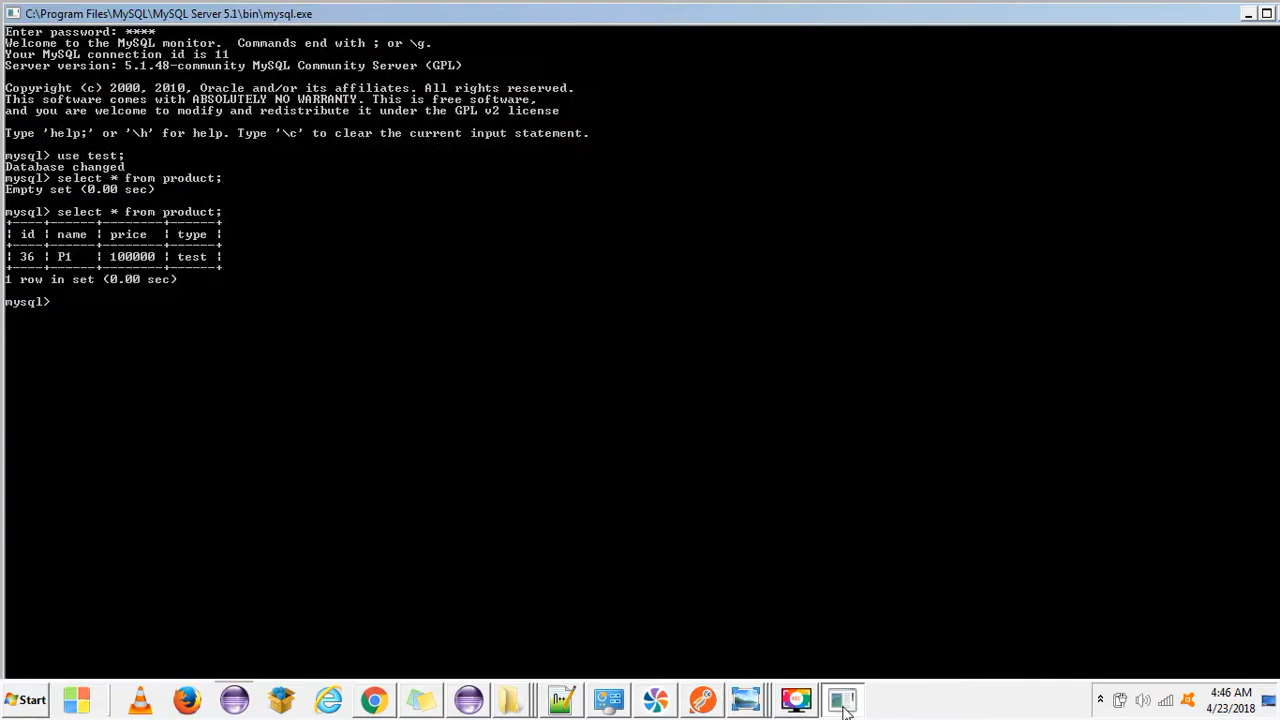 C:\Program Files\MySQL\MySQL Server 5.1\bin\mysql.exe
Enter password: ****
Welcome to the MySQL monitor.  Commands end with ; or \g.
Your MySQL connection id is 11
Server version: 5.1.48-community MySQL Community Server (GPL)
Copyright (c) 2000, 2010, Oracle and/or its affiliates. All rights reserved.
This software comes with ABSOLUTELY NO WARRANTY. This is free software,
and you are welcome to modify and redistribute it under the GPL v2 license
Type 'help;' or '\h' for help. Type '\c' to clear the current input statement.
mysql> use test;
Database changed
mysql> select * from product;
Empty set (0.00 sec)
mysql> select * from product;
+----+------+--------+------+
| id | name | price  | type |
+----+------+--------+------+
| 36 | P1   | 100000 | test |
+----+------+--------+------+
1 row in set (0.00 sec)
mysql>
Start
N++
REC
4:46 AM
4/23/2018